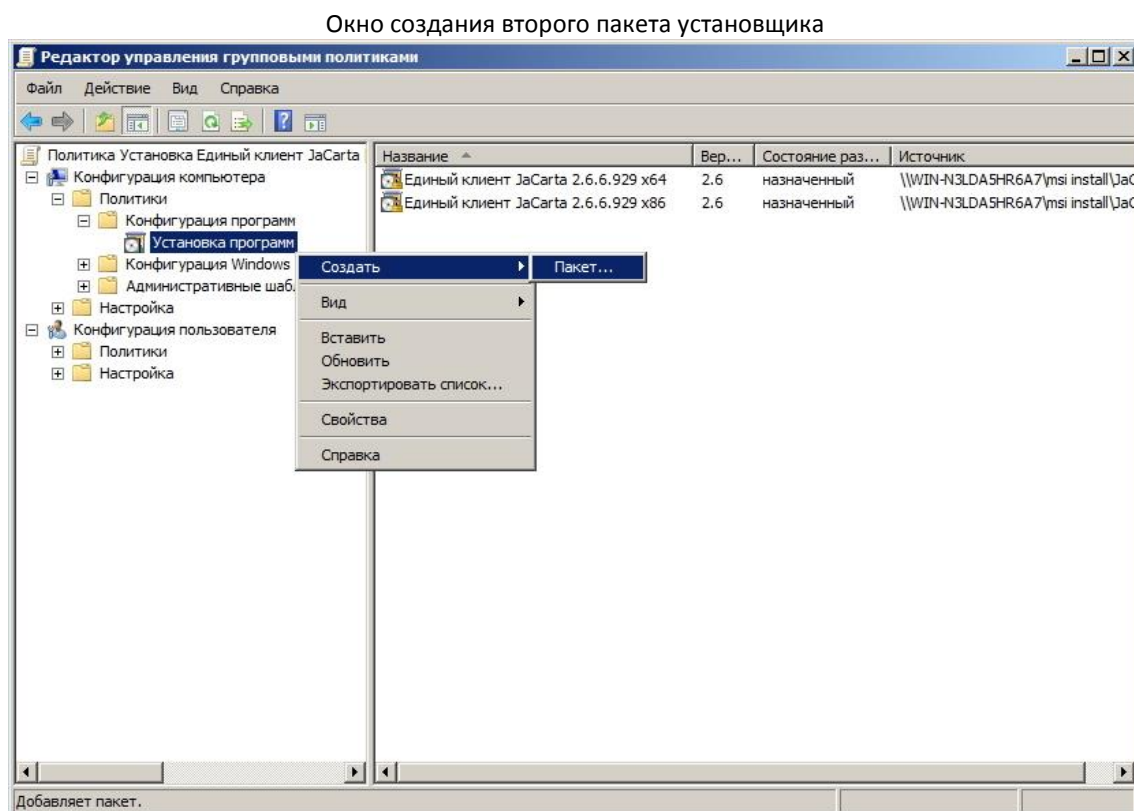 Окно создания второго пакета установщика
Редактор управления групповыми политиками
Файл Действие Вид Справка
Политика Установка Единый клиент JaCarta
Конфигурация компьютера
Политики
Конфигурация программ
Установка программ
Конфигурация Windows
Административные шаб
Настройка
Конфигурация пользователя
Политики
Настройка
Название Вер... Состояние раз... Источник
Единый клиент JaCarta 2.6.6.929 x64 2.6 назначенный \\WIN-N3LDA5HR6A7\msi install\JaC
Единый клиент JaCarta 2.6.6.929 x86 2.6 назначенный \\WIN-N3LDA5HR6A7\msi install\JaC
Создать Пакет...
Вид
Вставить
Обновить
Экспортировать список...
Свойства
Справка
Добавляет пакет.